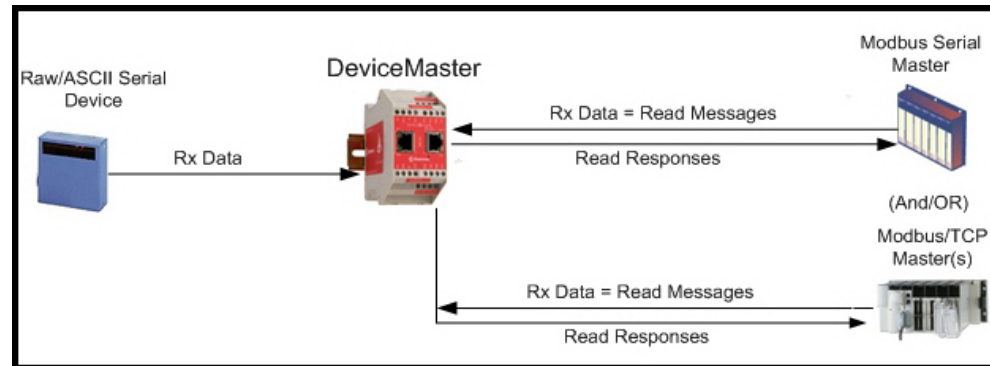 Raw/ASCII Serial
Device
Rx Data
DeviceMaster
Modbus Serial
Master
Rx Data = Read Messages
Read Responses
(And/OR)
Modbus/TCP
Master(s)
Rx Data = Read Messages
Read Responses